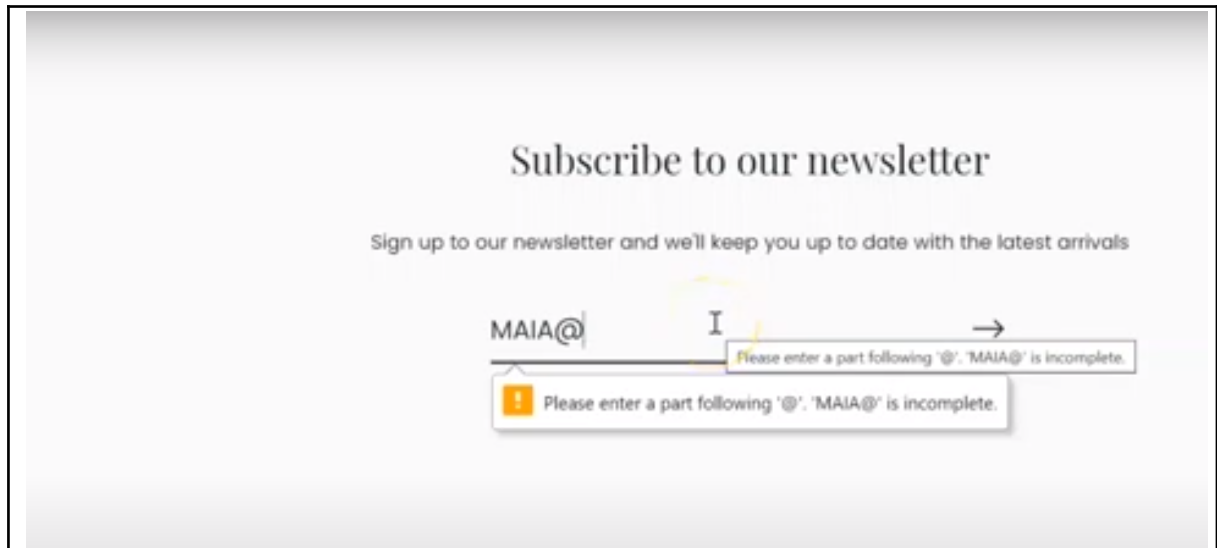 Subscribe to our newsletter
Sign up to our newsletter and we'll keep you up to date with the latest arrivals
MAIA@ →
Please enter a part following '@'. 'MAIA@' is incomplete.
! Please enter a part following '@'. 'MAIA@' is incomplete.